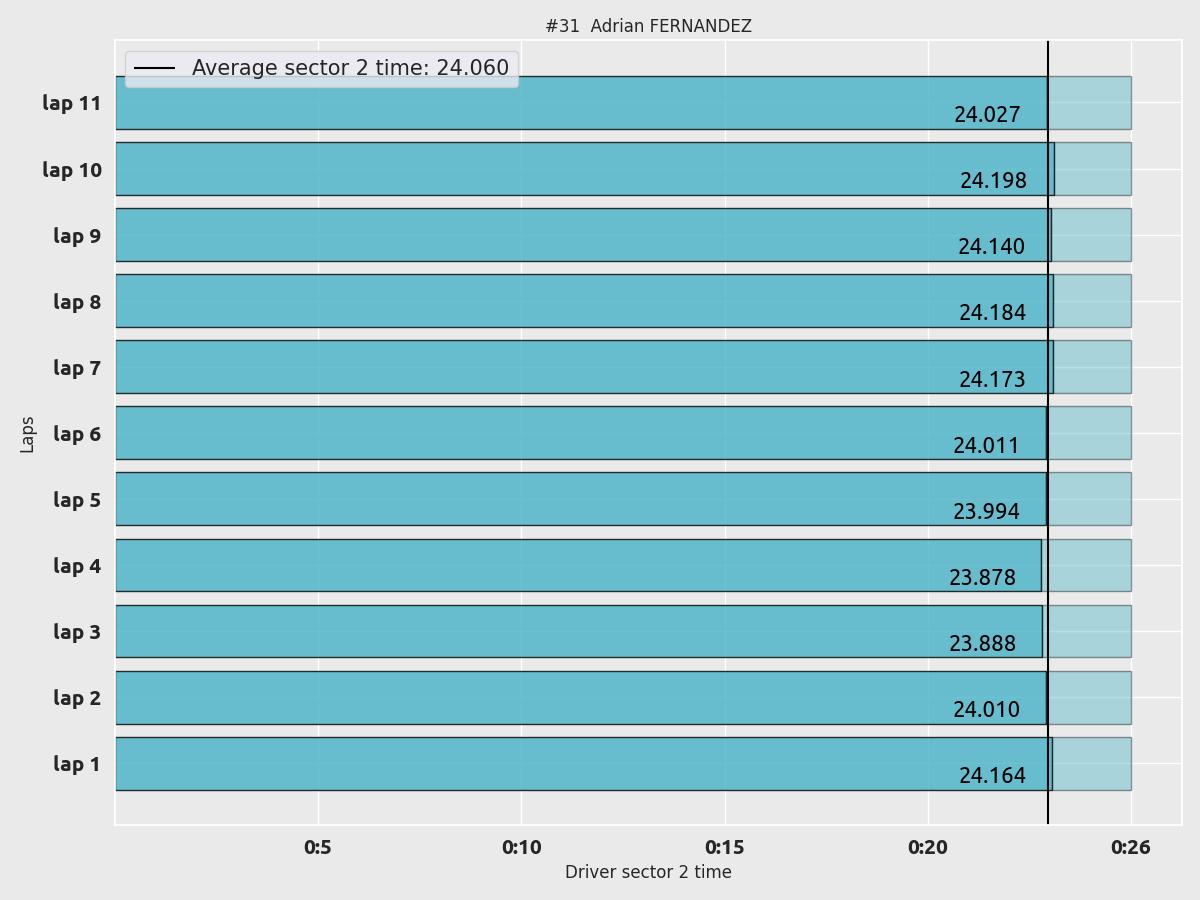 #31  Adrian FERNANDEZ
Average sector 2 time: 24.060
lap 11
24.027
lap 10
24.198
lap 9
24.140
lap 8
24.184
lap 7
24.173
lap 6
24.011
lap 5
23.994
lap 4
23.878
lap 3
23.888
lap 2
24.010
lap 1
24.164
Laps
0:5 0:10 0:15 0:20 0:26
Driver sector 2 time